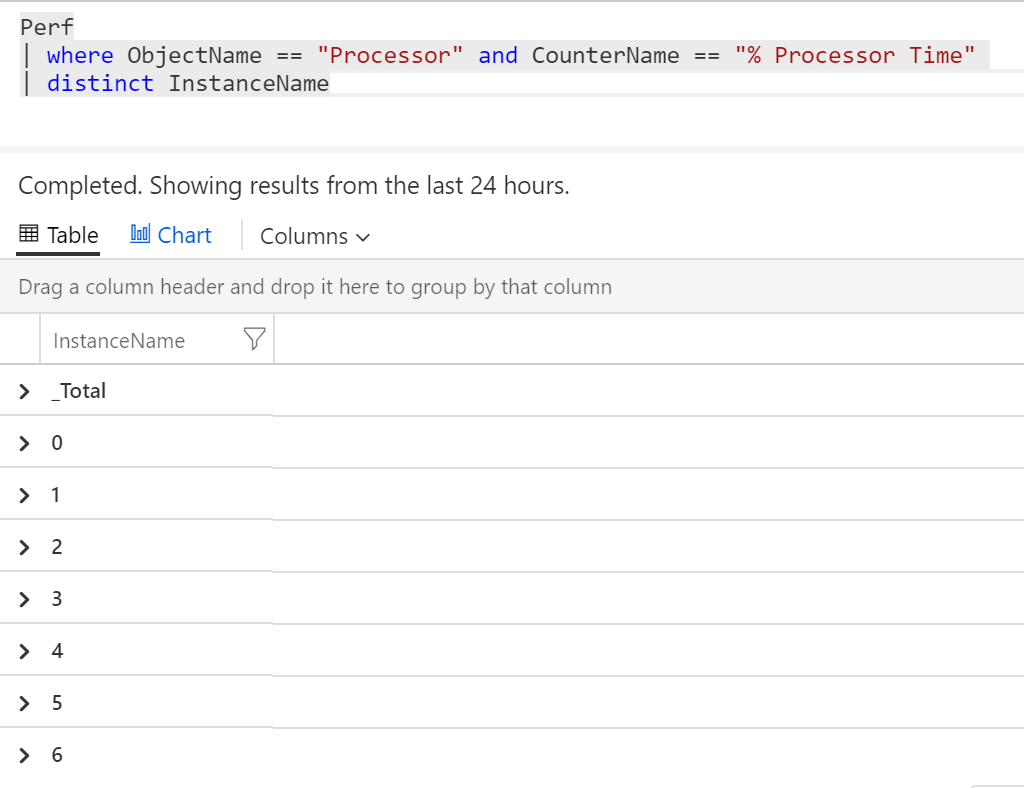 Perf
| where ObjectName == "Processor" and CounterName == "% Processor Time"
| distinct InstanceName
Completed. Showing results from the last 24 hours.
Table Chart Columns
Drag a column header and drop it here to group by that column
InstanceName
_Total
0
1
2
3
4
5
6